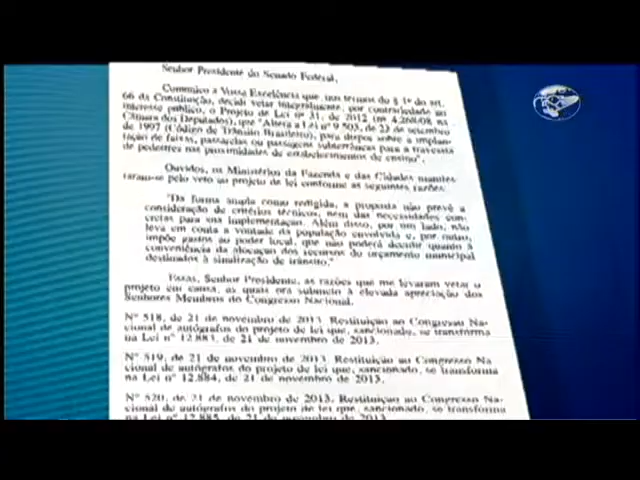 Senhor Presidente do Senado Federal,
Comunico a Vossa Excelência que, nos termos do § 1º do art.
66 da Constituição, decidi vetar integralmente, por contrariedade ao
interesse público, o Projeto de Lei nº 31, de 2012 (nº 4.268/08 na
Câmara dos Deputados), que "Altera a Lei nº 9.503, de 23 de setembro
de 1997 (Código de Trânsito Brasileiro), para dispor sobre a implan-
tação de faixas, passarelas ou passagens subterrâneas para a travessia
de pedestres nas proximidades de estabelecimentos de ensino".
Ouvidos, os Ministérios da Fazenda e das Cidades manifes-
taram-se pelo veto ao projeto de lei conforme as seguintes razões:
"Da forma ampla como redigida, a proposta não prevê a
consideração de critérios técnicos, nem das necessidades con-
cretas para sua implementação. Além disso, por um lado, não
leva em conta a vontade da população envolvida e, por outro,
impõe gastos ao poder local, que não poderá decidir quanto à
conveniência da alocação dos recursos do orçamento municipal
destinados à sinalização de trânsito."
Essas, Senhor Presidente, as razões que me levaram vetar o
projeto em causa, as quais ora submeto à elevada apreciação dos
Senhores Membros do Congresso Nacional.
Nº 518, de 21 de novembro de 2013. Restituição ao Congresso Na-
cional de autógrafos do projeto de lei que, sancionado, se transforma
na Lei nº 12.883, de 21 de novembro de 2013.
Nº 519, de 21 de novembro de 2013. Restituição ao Congresso Na-
cional de autógrafos do projeto de lei que, sancionado, se transforma
na Lei nº 12.884, de 21 de novembro de 2013.
Nº 520, de 21 de novembro de 2013. Restituição ao Congresso Na-
cional de autógrafos do projeto de lei que, sancionado, se transforma
na Lei nº 12.885, de 21 de novembro de 2013.